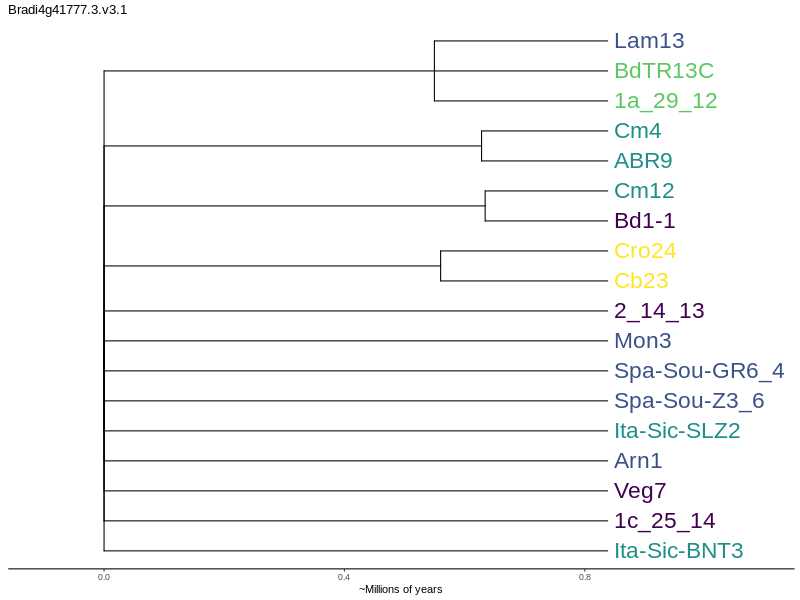 Bradi4g41777.3.v3.1
Lam13
BdTR13C
1a_29_12
Cm4
ABR9
Cm12
Bd1-1
Cro24
Cb23
2_14_13
Mon3
Spa-Sou-GR6_4
Spa-Sou-Z3_6
Ita-Sic-SLZ2
Arn1
Veg7
1c_25_14
Ita-Sic-BNT3
0.0 0.4 0.8
~Millions of years